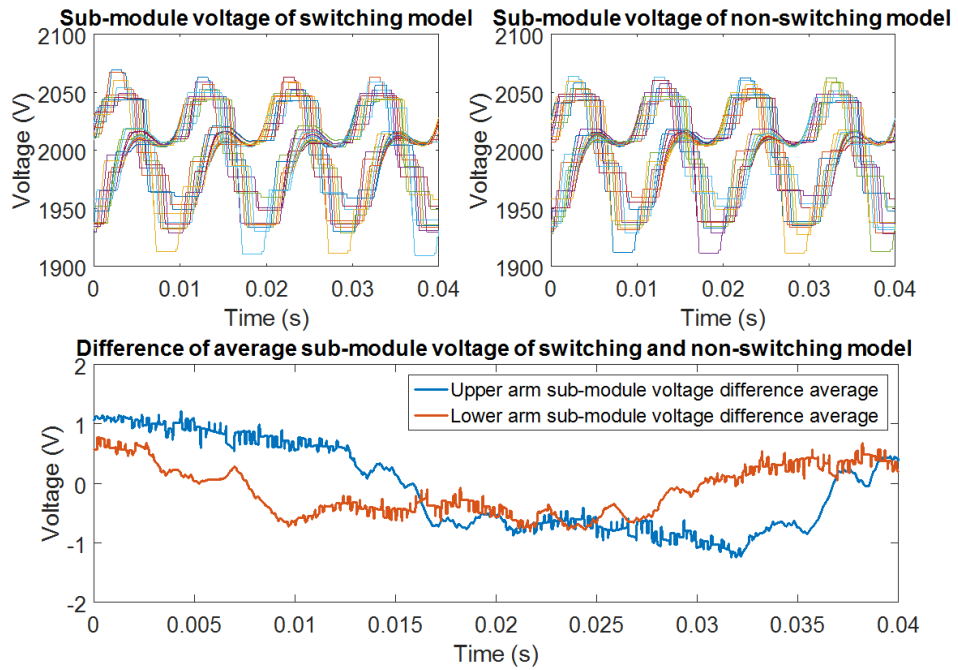 Sub-module voltage of switching model
2100
2050
2000
1950
1900
Voltage (V)
0 0.01 0.02 0.03 0.04
Time (s)
Sub-module voltage of non-switching model
2100
2050
2000
1950
1900
Voltage (V)
0 0.01 0.02 0.03 0.04
Time (s)
Difference of average sub-module voltage of switching and non-switching model
2
1
0
-1
-2
Voltage (V)
Upper arm sub-module voltage difference average
Lower arm sub-module voltage difference average
0 0.005 0.01 0.015 0.02 0.025 0.03 0.035 0.04
Time (s)